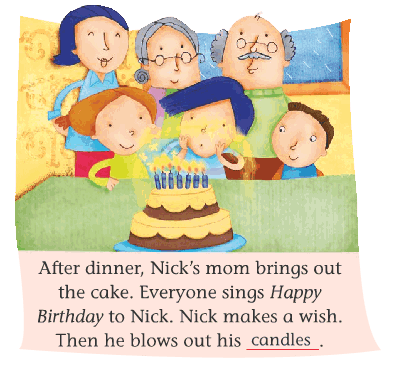 After dinner, Nick's mom brings out
the cake. Everyone sings Happy
Birthday to Nick. Nick makes a wish.
Then he blows out his candles.